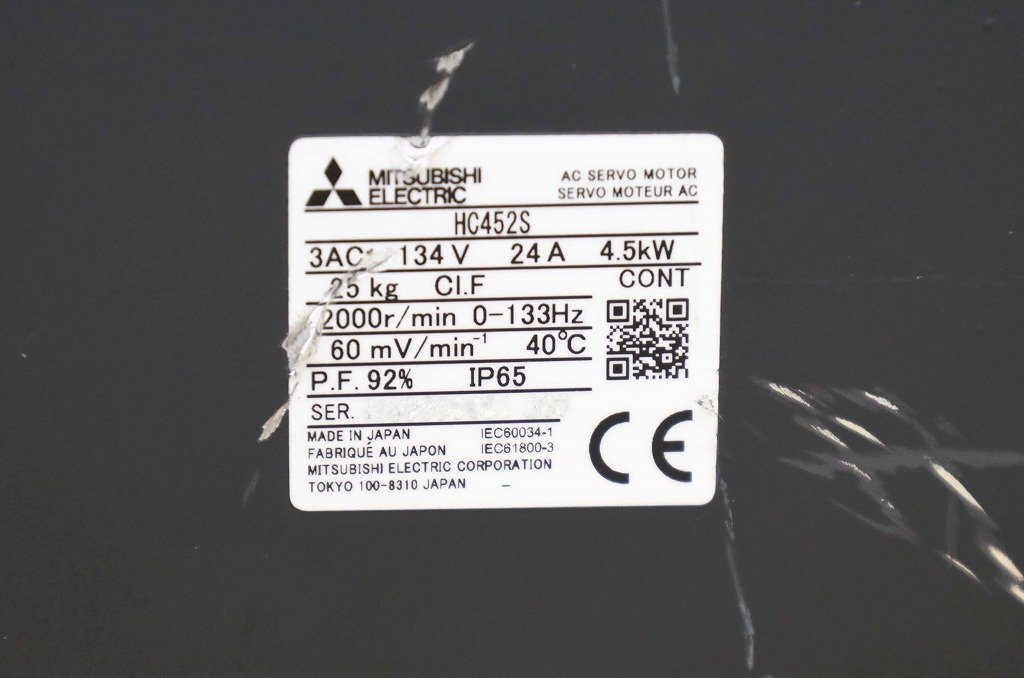 MITSUBISHI
ELECTRIC
AC SERVO MOTOR
SERVO MOTEUR AC
HC452S
3AC 134 V 24 A 4.5kW
25 kg CI.F CONT
2000r/min 0-133Hz
60 mV/min⁻¹ 40℃
P.F. 92% IP65
SER.
MADE IN JAPAN IEC60034-1
FABRIQUÉ AU JAPON IEC61800-3
MITSUBISHI ELECTRIC CORPORATION
TOKYO 100-8310 JAPAN –
CE